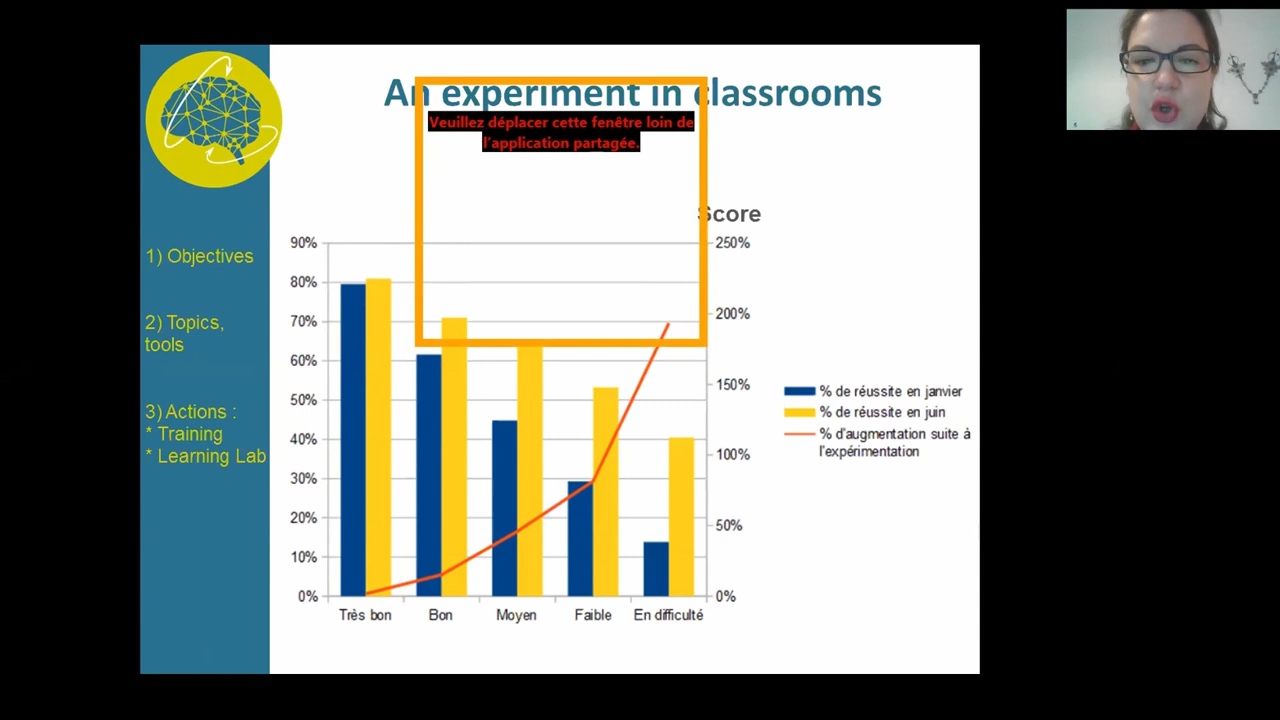 An experiment in classrooms
Veuillez déplacer cette fenêtre loin de
l'application partagée.
1) Objectives
2) Topics,
tools
3) Actions :
* Training
* Learning Lab
Score
90%
80%
70%
60%
50%
40%
30%
20%
10%
0%
250%
200%
150%
100%
50%
0%
Très bon
Bon
Moyen
Faible
En difficulté
% de réussite en janvier
% de réussite en juin
% d'augmentation suite à
l'expérimentation